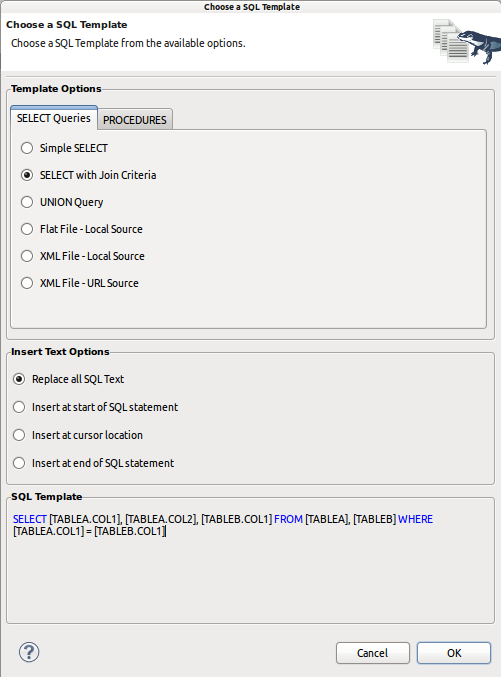 Choose a SQL Template
Choose a SQL Template
Choose a SQL Template from the available options.
Template Options
SELECT Queries
PROCEDURES
Simple SELECT
SELECT with Join Criteria
UNION Query
Flat File - Local Source
XML File - Local Source
XML File - URL Source
Insert Text Options
Replace all SQL Text
Insert at start of SQL statement
Insert at cursor location
Insert at end of SQL statement
SQL Template
SELECT [TABLEA.COL1], [TABLEA.COL2], [TABLEB.COL1] FROM [TABLEA], [TABLEB] WHERE
[TABLEA.COL1] = [TABLEB.COL1]
?
Cancel
OK